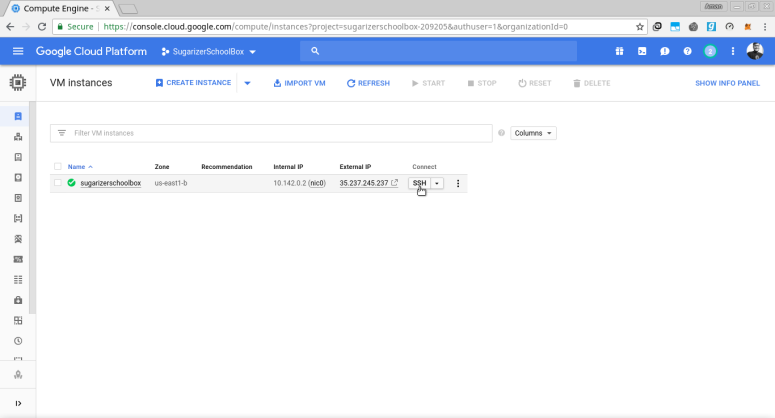 Compute Engine - S
Aman
Secure https://console.cloud.google.com/compute/instances?project=sugarizerschoolbox-209205&authuser=1&organizationId=0
Google Cloud Platform SugarizerSchoolBox
VM instances CREATE INSTANCE IMPORT VM REFRESH START STOP RESET DELETE SHOW INFO PANEL
Filter VM instances Columns
Name Zone Recommendation Internal IP External IP Connect
sugarizerschoolbox us-east1-b 10.142.0.2 (nic0) 35.237.245.237 SSH